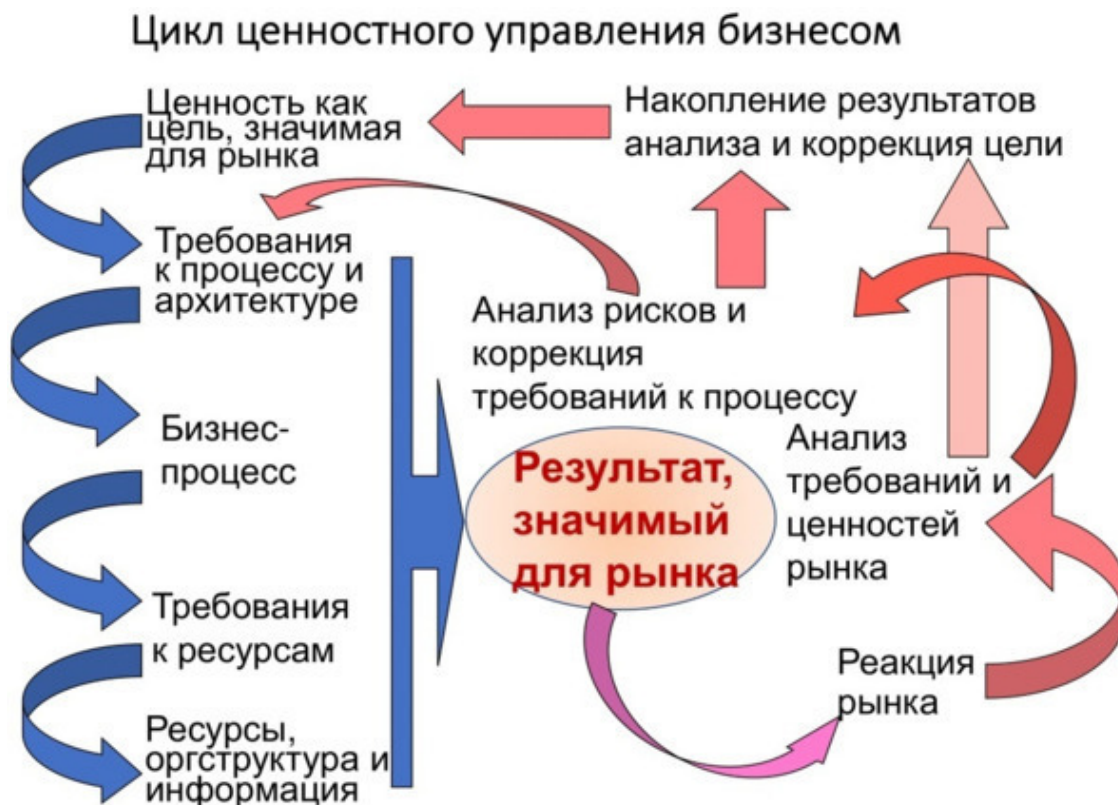 Цикл ценностного управления бизнесом
Ценность как
цель, значимая
для рынка
Накопление результатов
анализа и коррекция цели
Требования
к процессу и
архитектуре
Анализ рисков и
коррекция
требований к процессу
Бизнес-
процесс
Результат,
значимый
для рынка
Анализ
требований и
ценностей
рынка
Требования
к ресурсам
Реакция
рынка
Ресурсы,
оргструктура и
информация